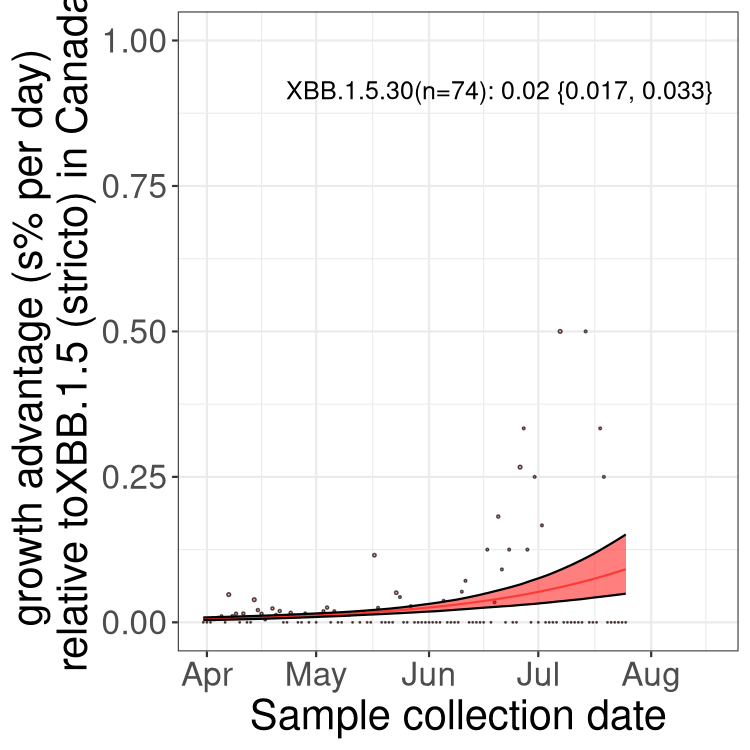 growth advantage (s% per day)
relative toXBB.1.5 (stricto) in Canada
1.00
0.75
0.50
0.25
0.00
XBB.1.5.30(n=74): 0.02 {0.017, 0.033}
Apr May Jun Jul Aug
Sample collection date